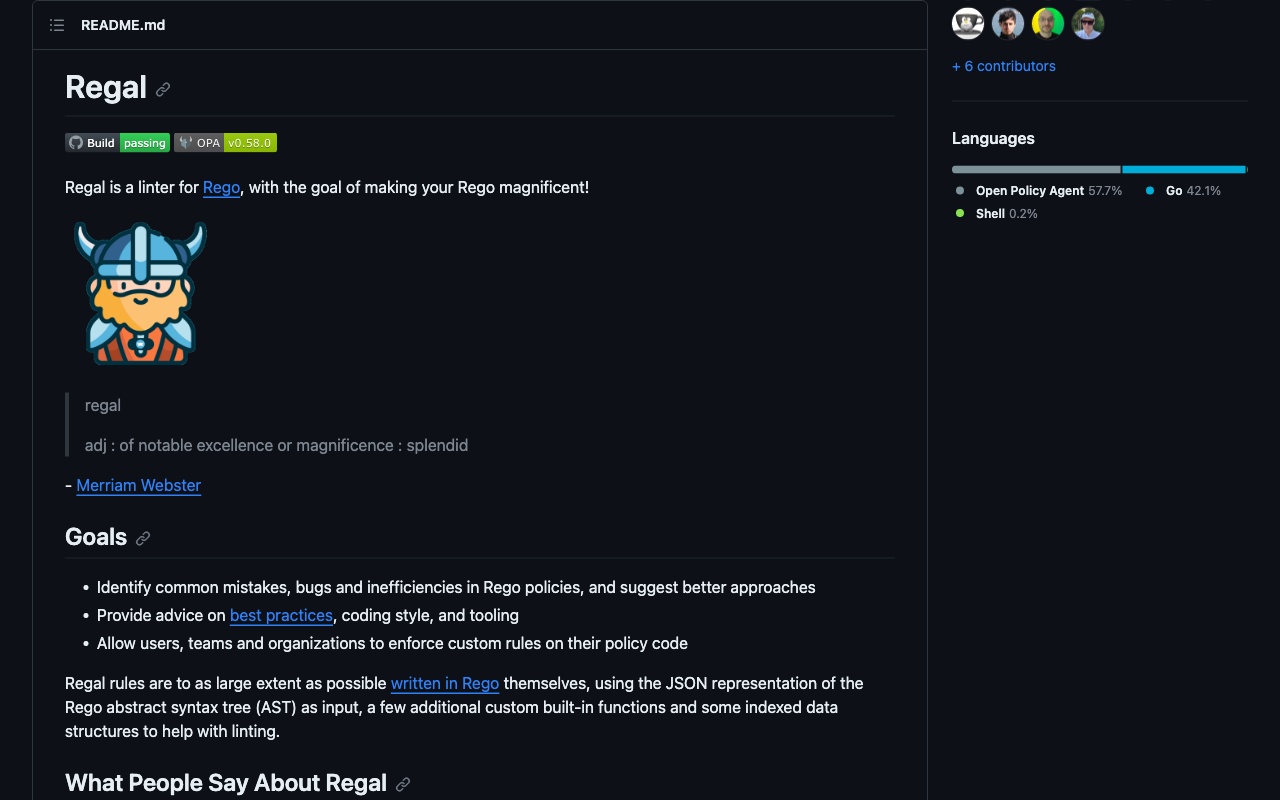 README.md
Regal
Build passing OPA v0.58.0
Regal is a linter for Rego, with the goal of making your Rego magnificent!
regal
adj : of notable excellence or magnificence : splendid
- Merriam Webster
Goals
• Identify common mistakes, bugs and inefficiencies in Rego policies, and suggest better approaches
• Provide advice on best practices, coding style, and tooling
• Allow users, teams and organizations to enforce custom rules on their policy code
Regal rules are to as large extent as possible written in Rego themselves, using the JSON representation of the
Rego abstract syntax tree (AST) as input, a few additional custom built-in functions and some indexed data
structures to help with linting.
What People Say About Regal
+ 6 contributors
Languages
Open Policy Agent 57.7% Go 42.1%
Shell 0.2%